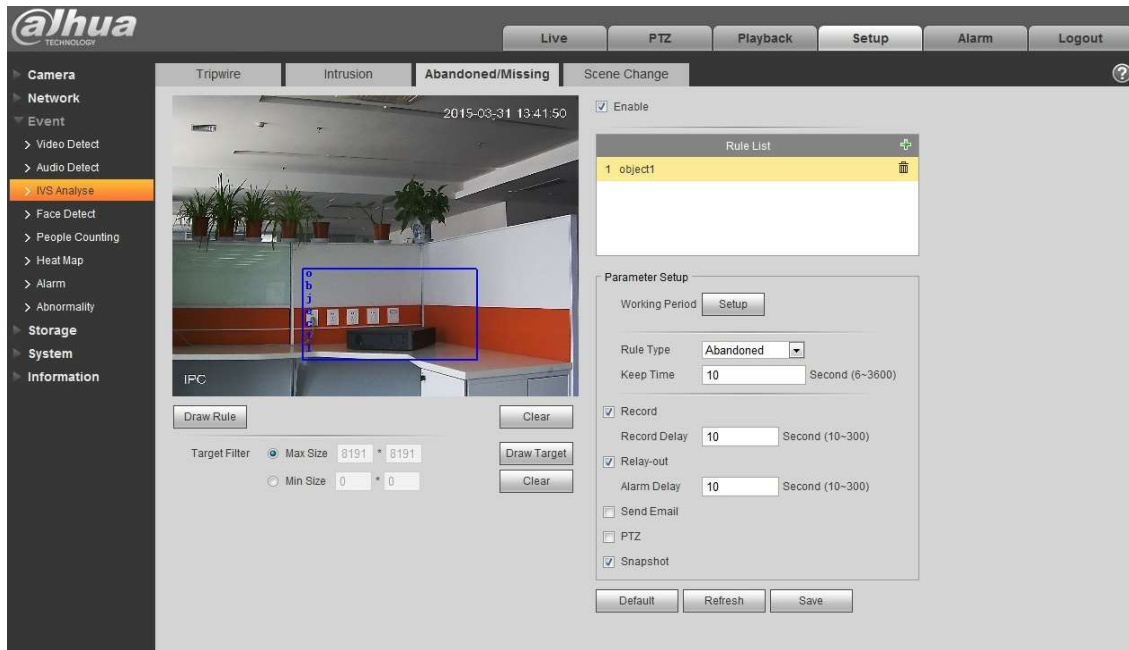 alhua
TECHNOLOGY
Live
PTZ
Playback
Setup
Alarm
Logout
Camera
Network
Event
Video Detect
Audio Detect
IVS Analyse
Face Detect
People Counting
Heat Map
Alarm
Abnormality
Storage
System
Information
Tripwire
Intrusion
Abandoned/Missing
Scene Change
?
2015-03-31 13:41:50
object1
IPC
Draw Rule
Clear
Target Filter
Max Size 8191 * 8191
Draw Target
Min Size 0 * 0
Clear
Enable
Rule List
1 object1
Parameter Setup
Working Period Setup
Rule Type Abandoned
Keep Time 10 Second (6~3600)
Record
Record Delay 10 Second (10~300)
Relay-out
Alarm Delay 10 Second (10~300)
Send Email
PTZ
Snapshot
Default
Refresh
Save